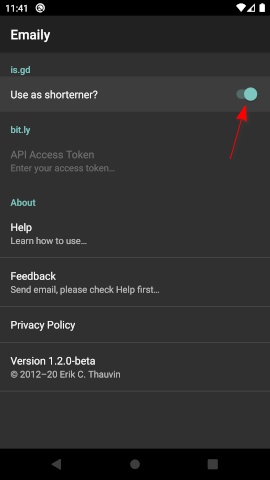 11:41
Emaily
is.gd
Use as shorterner?
bit.ly
API Access Token
Enter your access token...
About
Help
Learn how to use...
Feedback
Send email, please check Help first...
Privacy Policy
Version 1.2.0-beta
© 2012–20 Erik C. Thauvin